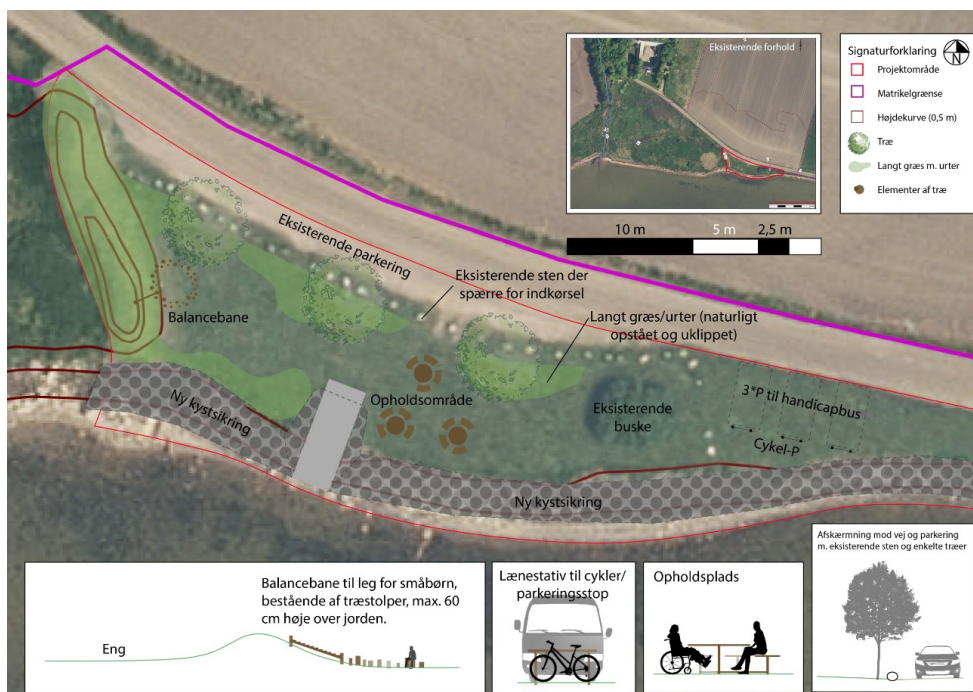 Eksisterende forhold
Signaturforklaring
N
Projektområde
Matrikelgrænse
Højdekurve (0,5 m)
Træ
Langt græs m. urter
Elementer af træ
10 m
5 m
2,5 m
Eksisterende parkering
Eksisterende sten der
spærre for indkørsel
Langt græs/urter (naturligt
opstået og uklippet)
Balancebane
Opholdsområde
Eksisterende
buske
3*P til handicapbus
Cykel-P
Ny kystsikring
Ny kystsikring
Balancebane til leg for småbørn,
bestående af træstolper, max. 60
cm høje over jorden.
Eng
Lænestativ til cykler/
parkeringsstop
Opholdsplads
Afskærmning mod vej og parkering
m. eksisterende sten og enkelte træer